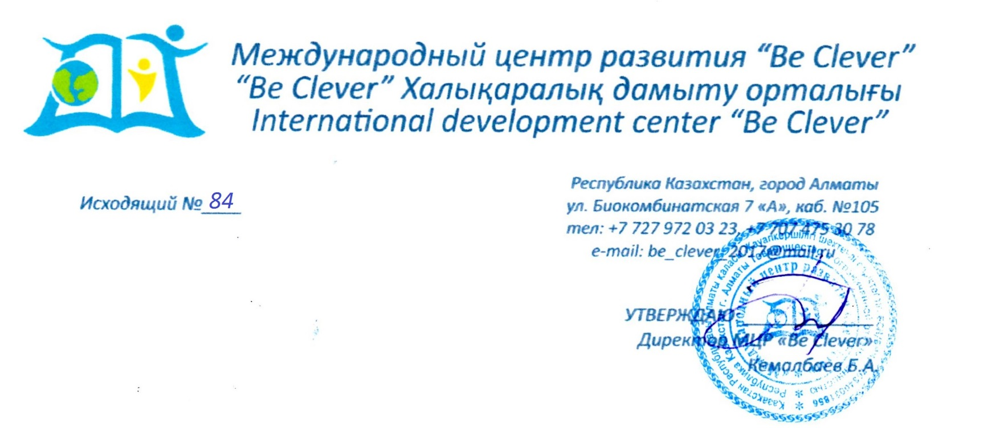 Международный центр развития “Be Clever”
“Be Clever” Халықаралық дамыту орталығы
International development center “Be Clever”
Исходящий № 84
Республика Казахстан, город Алматы
ул. Биокомбинатская 7 «А», каб. №105
тел: +7 727 972 03 23, +7 707 475 30 78
e-mail: be_clever_2017@mail.ru
УТВЕРЖДАЮ
Директор МЦР «Be Clever»
Кемалбаев Б.А.